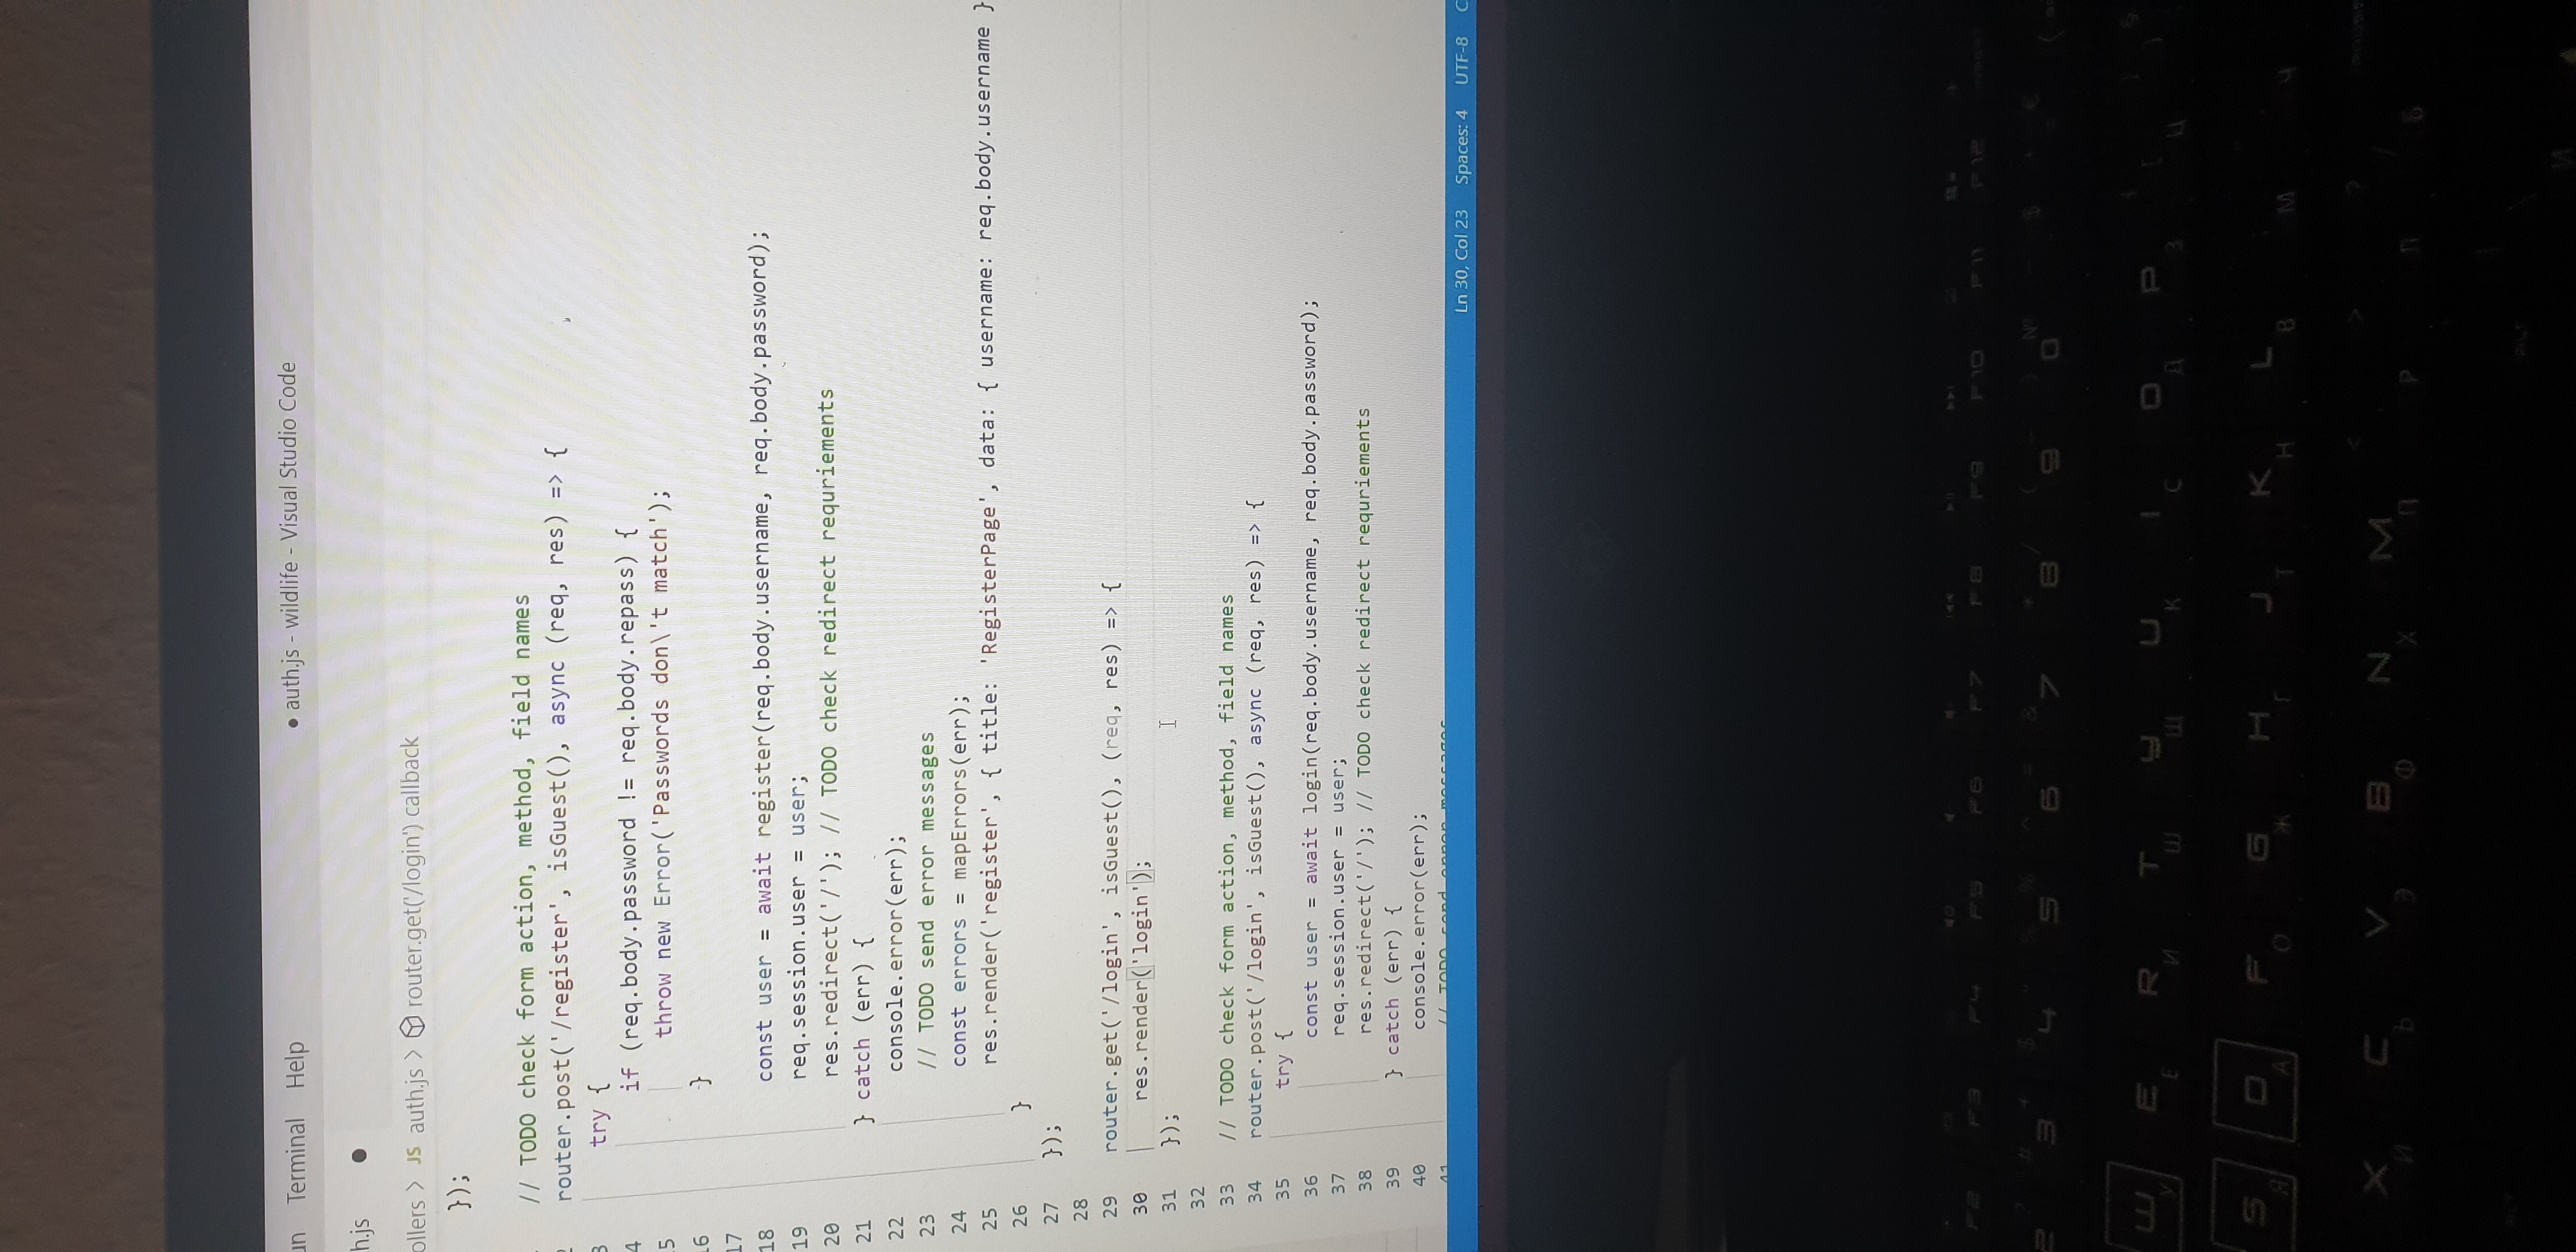 un Terminal Help ● auth.js - wildlife - Visual Studio Code
h.js ●
ollers > JS auth.js > router.get('/login') callback
});
// TODO check form action, method, field names
2 router.post('/register', isGuest(), async (req, res) => {
3 try {
4 if (req.body.password != req.body.repass) {
5 throw new Error('Passwords don\'t match');
16 }
17
18 const user = await register(req.body.username, req.body.password);
19 req.session.user = user;
20 res.redirect('/'); // TODO check redirect requriements
21 } catch (err) {
22 console.error(err);
23 // TODO send error messages
24 const errors = mapErrors(err);
25 res.render('register', { title: 'RegisterPage', data: { username: req.body.username }
26 }
27 });
28
29 router.get('/login', isGuest(), (req, res) => {
30 res.render('login');
31 });
32
33 // TODO check form action, method, field names
34 router.post('/login', isGuest(), async (req, res) => {
35 try {
36 const user = await login(req.body.username, req.body.password);
37 req.session.user = user;
38 res.redirect('/'); // TODO check redirect requriements
39 } catch (err) {
40 console.error(err);
41 // TODO send error messages
Ln 30, Col 23 Spaces: 4 UTF-8 C
F2 F3 F4 F5 F6 F7 F8 F9 F10 F11 F12
2 3 4 5 6 7 8 9 0
W E R T Y U I O P
У Е И Ш Щ К С Д З Ц
S D F G H J K L
Я А О Ж Г Т Н В М Ч
X C V B N M
Й Ъ Э Ф Х П Р Л Б